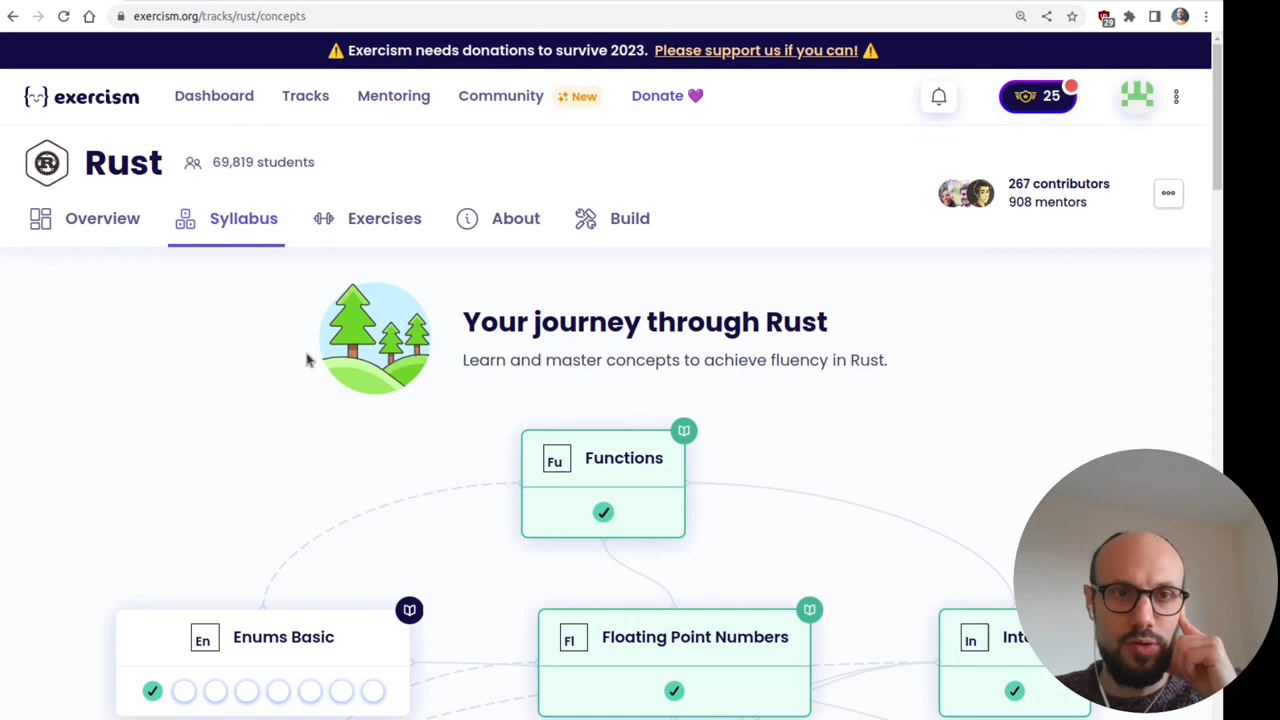 exercism.org/tracks/rust/concepts
29
⚠️ Exercism needs donations to survive 2023. Please support us if you can! ⚠️
exercism Dashboard Tracks Mentoring Community New Donate 💜 25
Rust 69,819 students
267 contributors
908 mentors
Overview Syllabus Exercises About Build
Your journey through Rust
Learn and master concepts to achieve fluency in Rust.
Fu Functions
En Enums Basic
Fl Floating Point Numbers
In